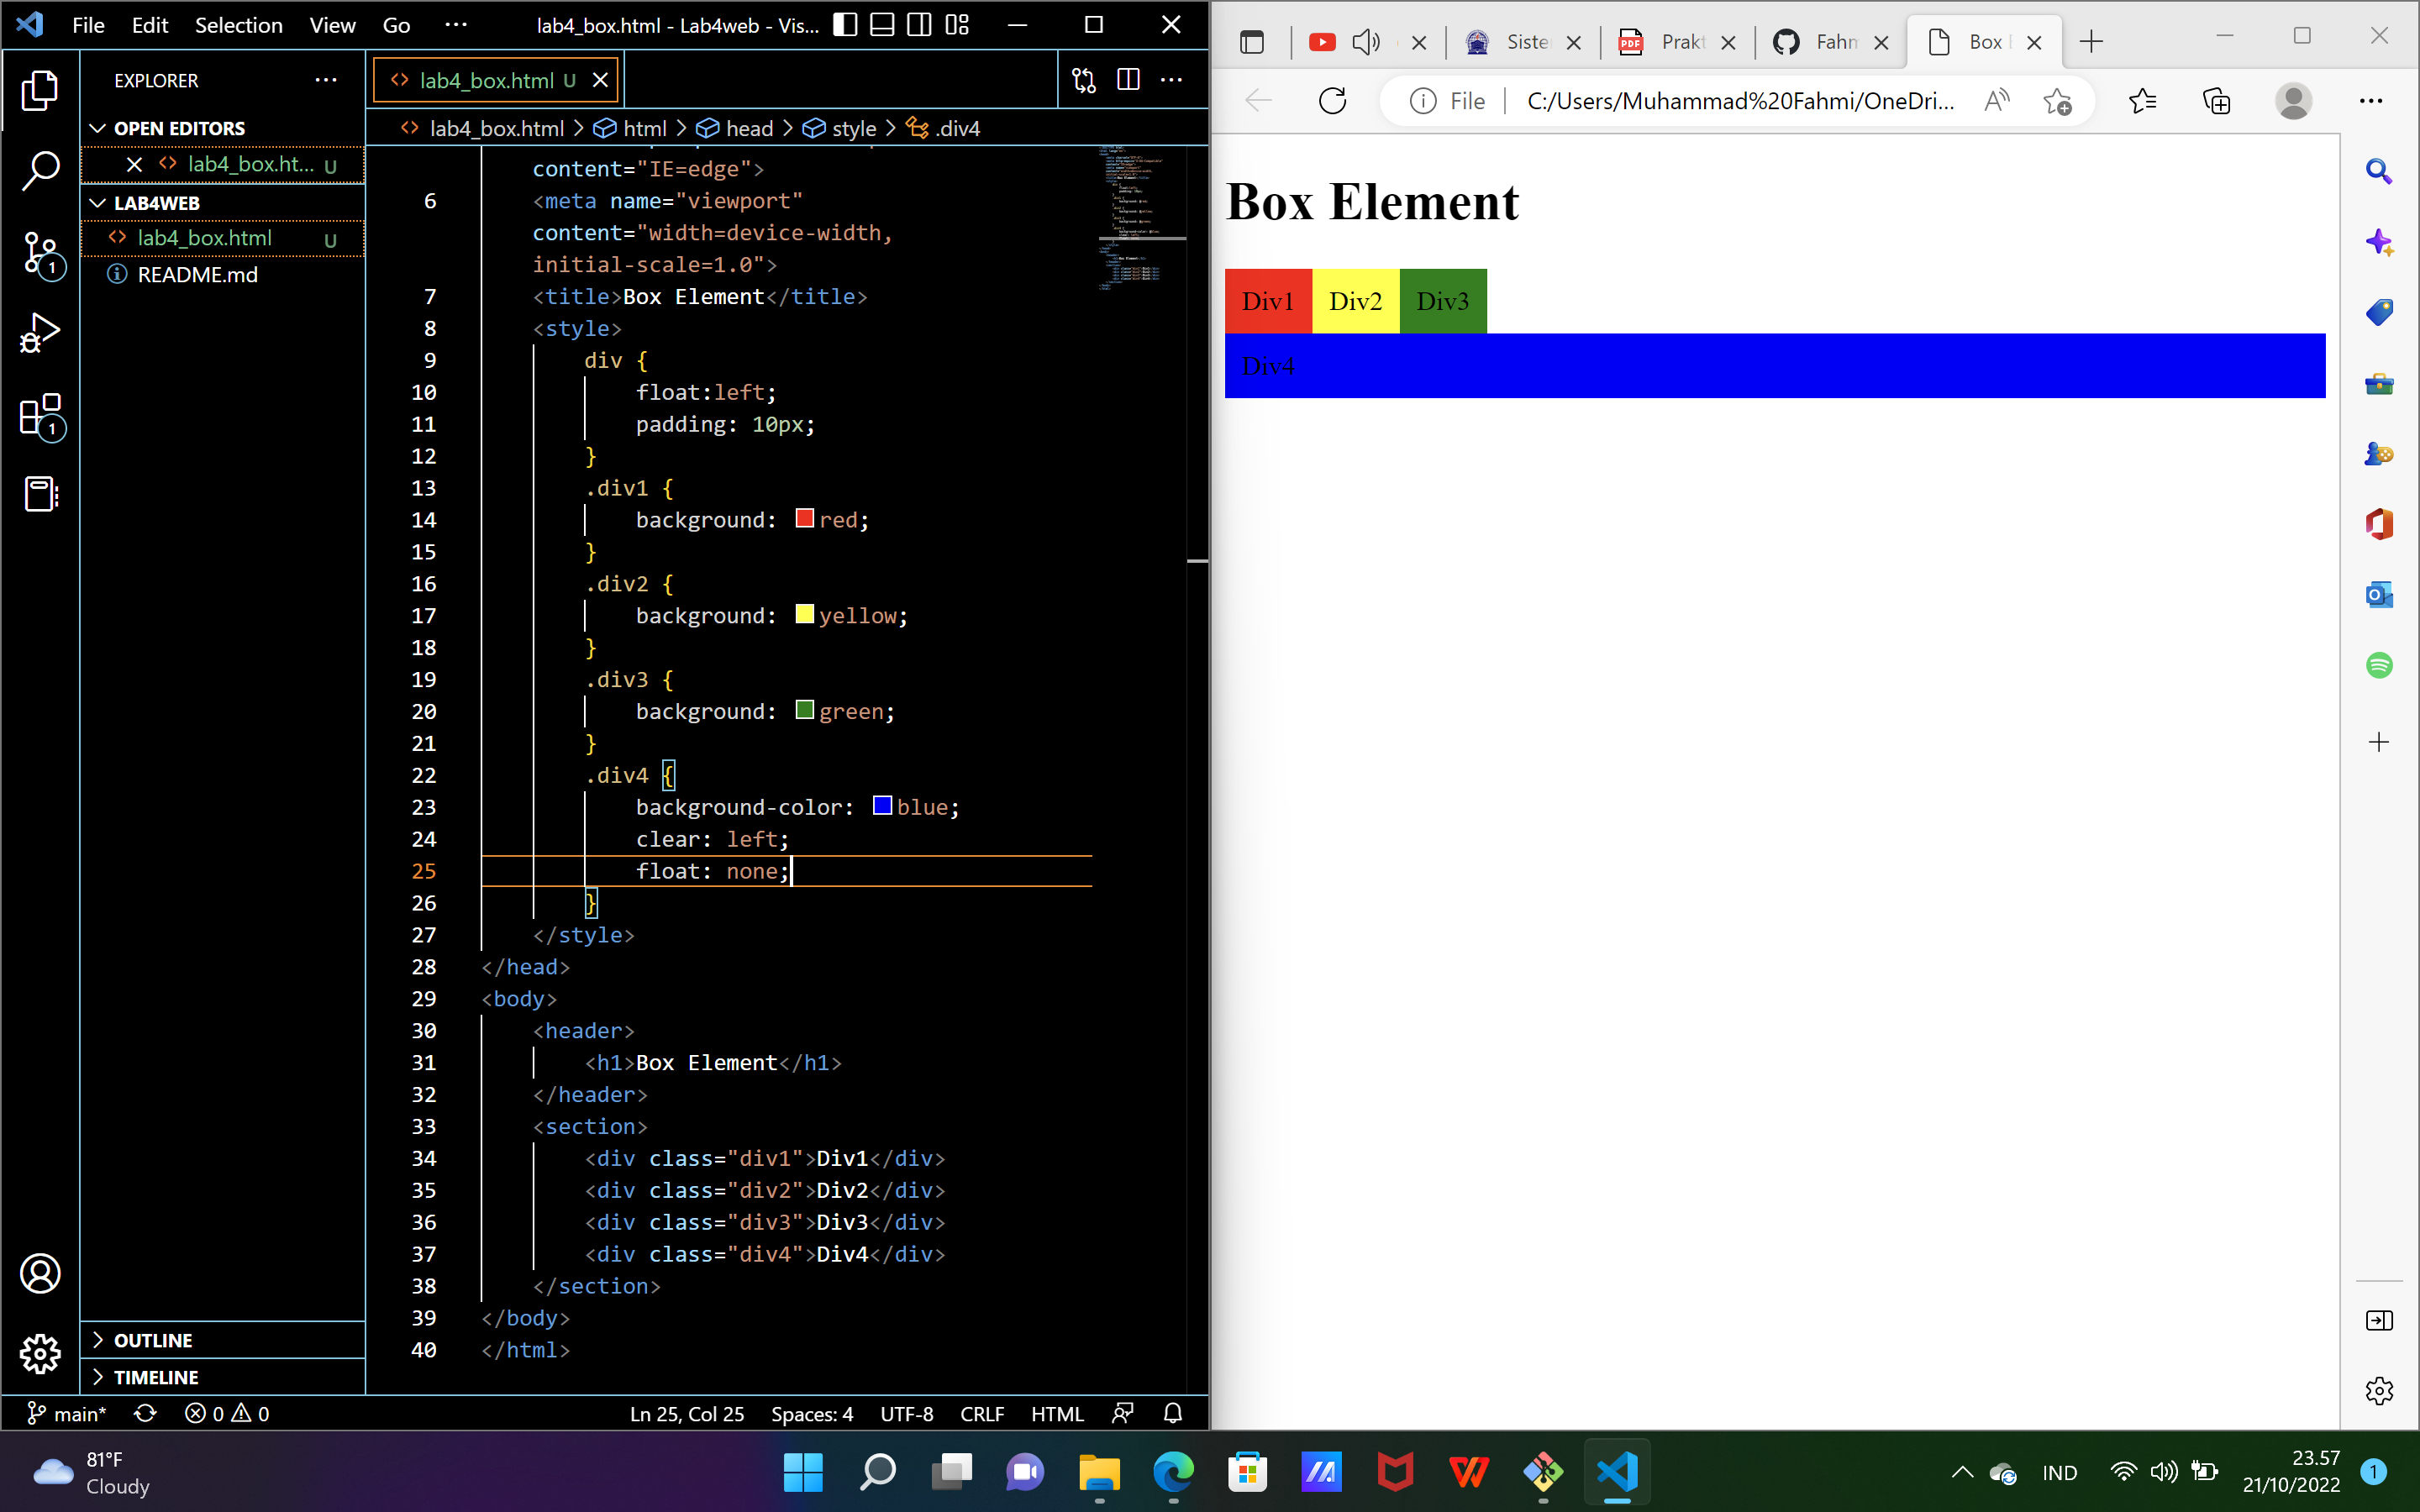 File Edit Selection View Go ··· lab4_box.html - Lab4web - Vis...
EXPLORER
OPEN EDITORS
lab4_box.ht... U
LAB4WEB
lab4_box.html U
README.md
OUTLINE
TIMELINE
lab4_box.html U
lab4_box.html > html > head > style > .div4
content="IE=edge">
6 <meta name="viewport"
content="width=device-width,
initial-scale=1.0">
7 <title>Box Element</title>
8 <style>
9 div {
10 float:left;
11 padding: 10px;
12 }
13 .div1 {
14 background: red;
15 }
16 .div2 {
17 background: yellow;
18 }
19 .div3 {
20 background: green;
21 }
22 .div4 {
23 background-color: blue;
24 clear: left;
25 float: none;
26 }
27 </style>
28 </head>
29 <body>
30 <header>
31 <h1>Box Element</h1>
32 </header>
33 <section>
34 <div class="div1">Div1</div>
35 <div class="div2">Div2</div>
36 <div class="div3">Div3</div>
37 <div class="div4">Div4</div>
38 </section>
39 </body>
40 </html>
main* 0 0 Ln 25, Col 25 Spaces: 4 UTF-8 CRLF HTML
Siste Prakt Fahm Box
File C:/Users/Muhammad%20Fahmi/OneDri...
Box Element
Div1 Div2 Div3
Div4
81°F
Cloudy
IND
23.57
21/10/2022
1